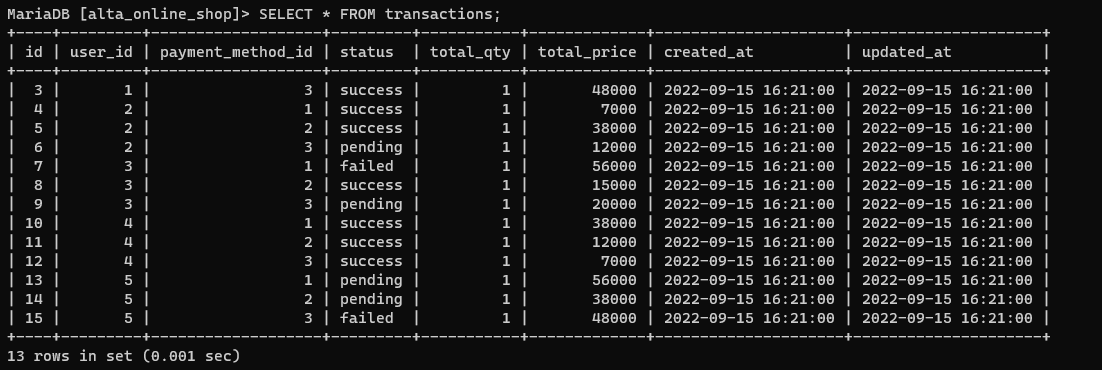 MariaDB [alta_online_shop]> SELECT * FROM transactions;
+----+---------+-------------------+---------+-----------+-------------+---------------------+---------------------+
| id | user_id | payment_method_id | status  | total_qty | total_price | created_at          | updated_at          |
+----+---------+-------------------+---------+-----------+-------------+---------------------+---------------------+
|  3 |       1 |                 3 | success |         1 |       48000 | 2022-09-15 16:21:00 | 2022-09-15 16:21:00 |
|  4 |       2 |                 1 | success |         1 |        7000 | 2022-09-15 16:21:00 | 2022-09-15 16:21:00 |
|  5 |       2 |                 2 | success |         1 |       38000 | 2022-09-15 16:21:00 | 2022-09-15 16:21:00 |
|  6 |       2 |                 3 | pending |         1 |       12000 | 2022-09-15 16:21:00 | 2022-09-15 16:21:00 |
|  7 |       3 |                 1 | failed  |         1 |       56000 | 2022-09-15 16:21:00 | 2022-09-15 16:21:00 |
|  8 |       3 |                 2 | success |         1 |       15000 | 2022-09-15 16:21:00 | 2022-09-15 16:21:00 |
|  9 |       3 |                 3 | pending |         1 |       20000 | 2022-09-15 16:21:00 | 2022-09-15 16:21:00 |
| 10 |       4 |                 1 | success |         1 |       38000 | 2022-09-15 16:21:00 | 2022-09-15 16:21:00 |
| 11 |       4 |                 2 | success |         1 |       12000 | 2022-09-15 16:21:00 | 2022-09-15 16:21:00 |
| 12 |       4 |                 3 | success |         1 |        7000 | 2022-09-15 16:21:00 | 2022-09-15 16:21:00 |
| 13 |       5 |                 1 | pending |         1 |       56000 | 2022-09-15 16:21:00 | 2022-09-15 16:21:00 |
| 14 |       5 |                 2 | pending |         1 |       38000 | 2022-09-15 16:21:00 | 2022-09-15 16:21:00 |
| 15 |       5 |                 3 | failed  |         1 |       48000 | 2022-09-15 16:21:00 | 2022-09-15 16:21:00 |
+----+---------+-------------------+---------+-----------+-------------+---------------------+---------------------+
13 rows in set (0.001 sec)